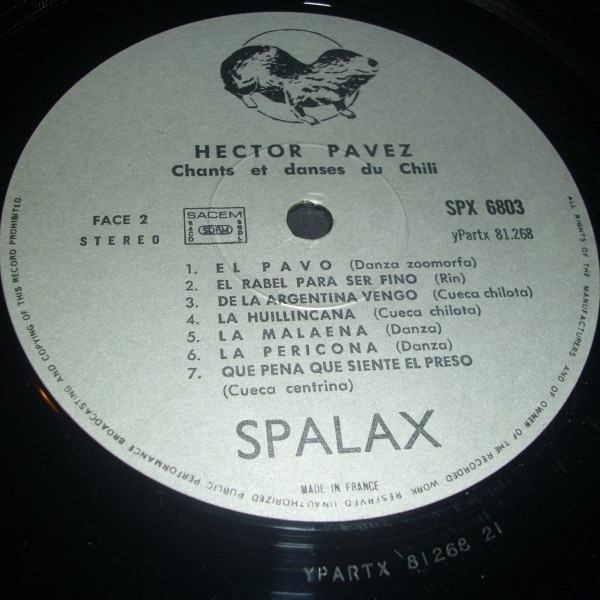 HECTOR PAVEZ
Chants et danses du Chili
FACE 2
STEREO
SACEM
SACD
SDRM
SGDL
SPX 6803
yPartx 81.268
1. EL PAVO (Danza zoomorfa)
2. EL RABEL PARA SER FINO (Rin)
3. DE LA ARGENTINA VENGO (Cueca chilota)
4. LA HUILLINCANA (Cueca chilota)
5. LA MALAENA (Danza)
6. LA PERICONA (Danza)
7. QUE PENA QUE SIENTE EL PRESO
(Cueca centrina)
SPALAX
MADE IN FRANCE
ALL RIGHTS OF THE MANUFACTURERS AND OF OWNER OF THE RECORDED WORK RESERVED UNAUTHORIZED PUBLIC PERFORMANCE BROADCASTING AND COPYING OF THIS RECORD PROHIBITED
YPARTX 81268 21